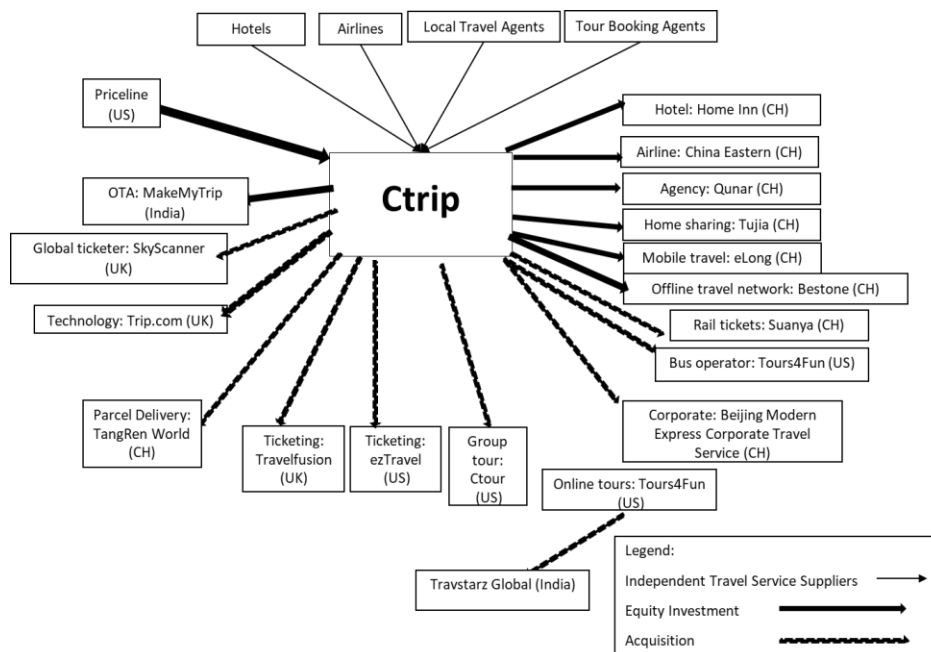 Hotels
Airlines
Local Travel Agents
Tour Booking Agents
Priceline
(US)
Hotel: Home Inn (CH)
Airline: China Eastern (CH)
Ctrip
Agency: Qunar (CH)
OTA: MakeMyTrip
(India)
Home sharing: Tujia (CH)
Global ticketer: SkyScanner
(UK)
Mobile travel: eLong (CH)
Offline travel network: Bestone (CH)
Technology: Trip.com (UK)
Rail tickets: Suanya (CH)
Bus operator: Tours4Fun (US)
Parcel Delivery:
TangRen World
(CH)
Ticketing:
Travelfusion
(UK)
Ticketing:
ezTravel
(US)
Group
tour:
Ctour
(US)
Corporate: Beijing Modern
Express Corporate Travel
Service (CH)
Online tours: Tours4Fun
(US)
Travstarz Global (India)
Legend:
Independent Travel Service Suppliers
Equity Investment
Acquisition